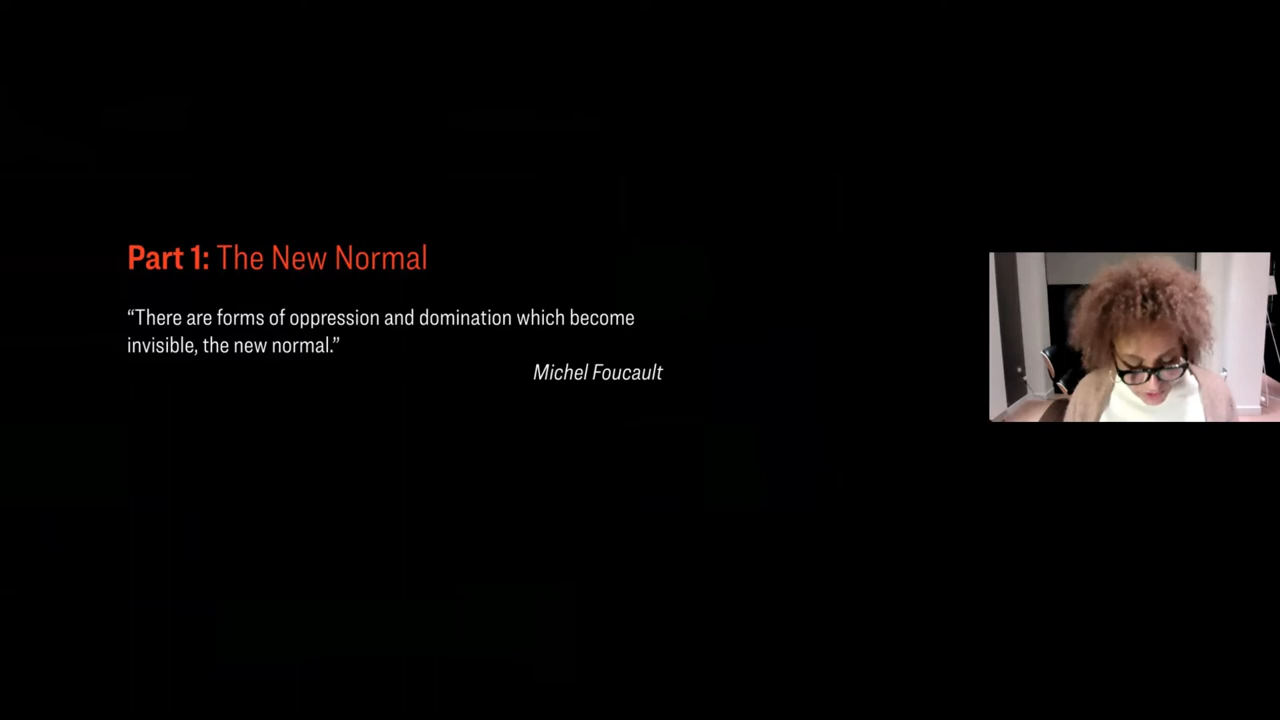 Part 1: The New Normal
“There are forms of oppression and domination which become
invisible, the new normal.”
Michel Foucault